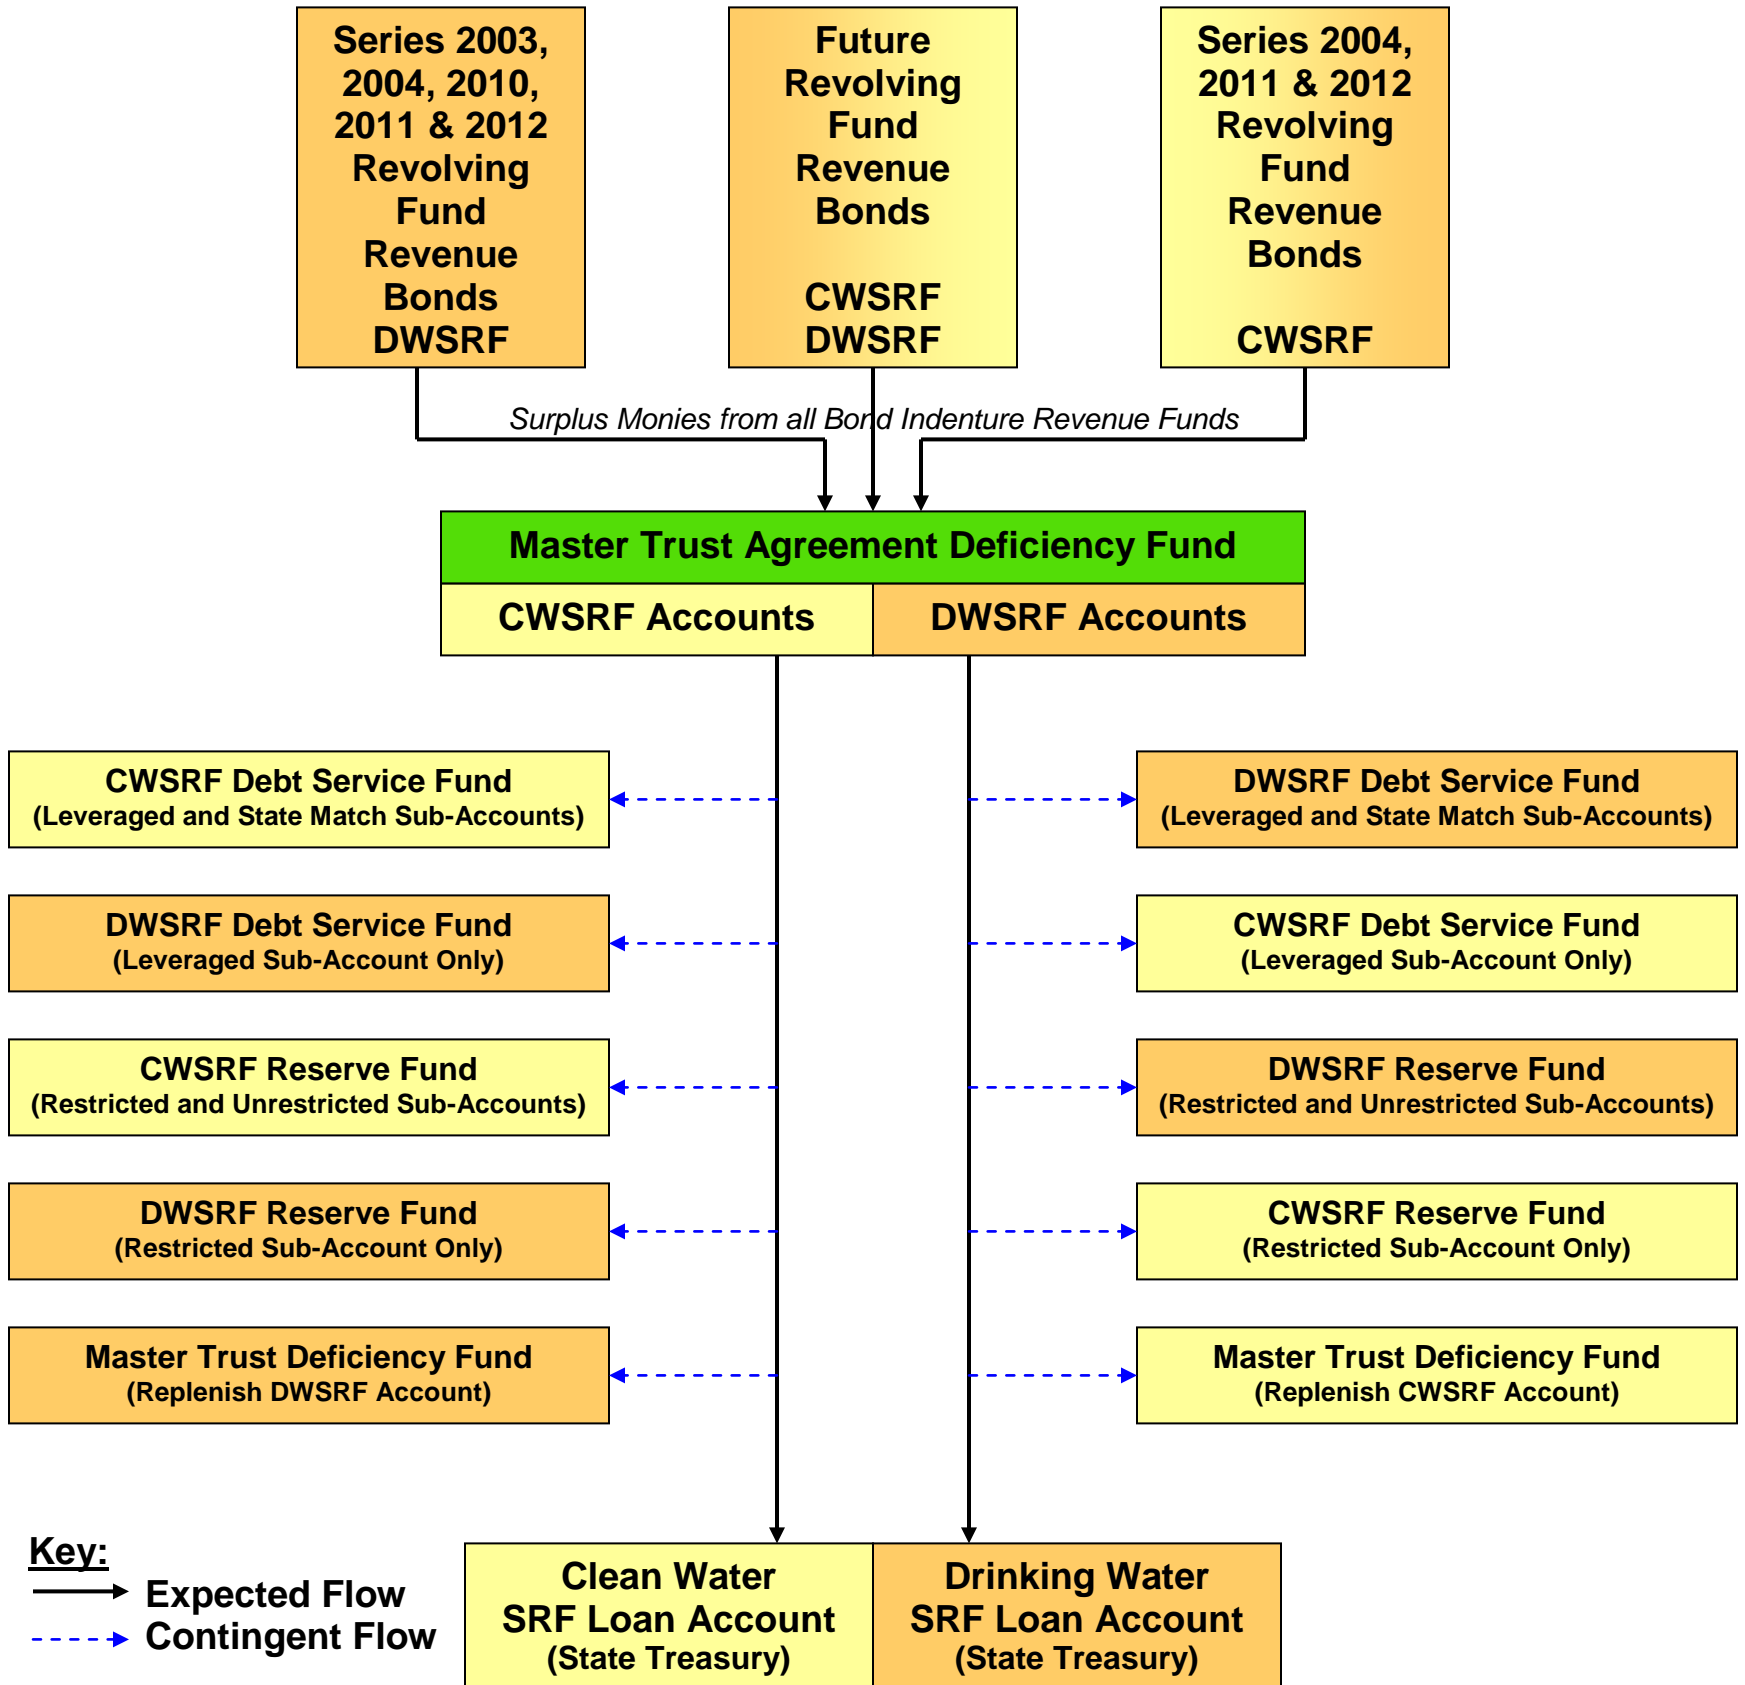 Series 2003,
2004, 2010,
2011 & 2012
Revolving
Fund
Revenue
Bonds
DWSRF
Future
Revolving
Fund
Revenue
Bonds
CWSRF
DWSRF
Series 2004,
2011 & 2012
Revolving
Fund
Revenue
Bonds
CWSRF
Surplus Monies from all Bond Indenture Revenue Funds
Master Trust Agreement Deficiency Fund
CWSRF Accounts
DWSRF Accounts
CWSRF Debt Service Fund
(Leveraged and State Match Sub-Accounts)
DWSRF Debt Service Fund
(Leveraged and State Match Sub-Accounts)
DWSRF Debt Service Fund
(Leveraged Sub-Account Only)
CWSRF Debt Service Fund
(Leveraged Sub-Account Only)
CWSRF Reserve Fund
(Restricted and Unrestricted Sub-Accounts)
DWSRF Reserve Fund
(Restricted and Unrestricted Sub-Accounts)
DWSRF Reserve Fund
(Restricted Sub-Account Only)
CWSRF Reserve Fund
(Restricted Sub-Account Only)
Master Trust Deficiency Fund
(Replenish DWSRF Account)
Master Trust Deficiency Fund
(Replenish CWSRF Account)
Key:
Expected Flow
Contingent Flow
Clean Water
SRF Loan Account
(State Treasury)
Drinking Water
SRF Loan Account
(State Treasury)